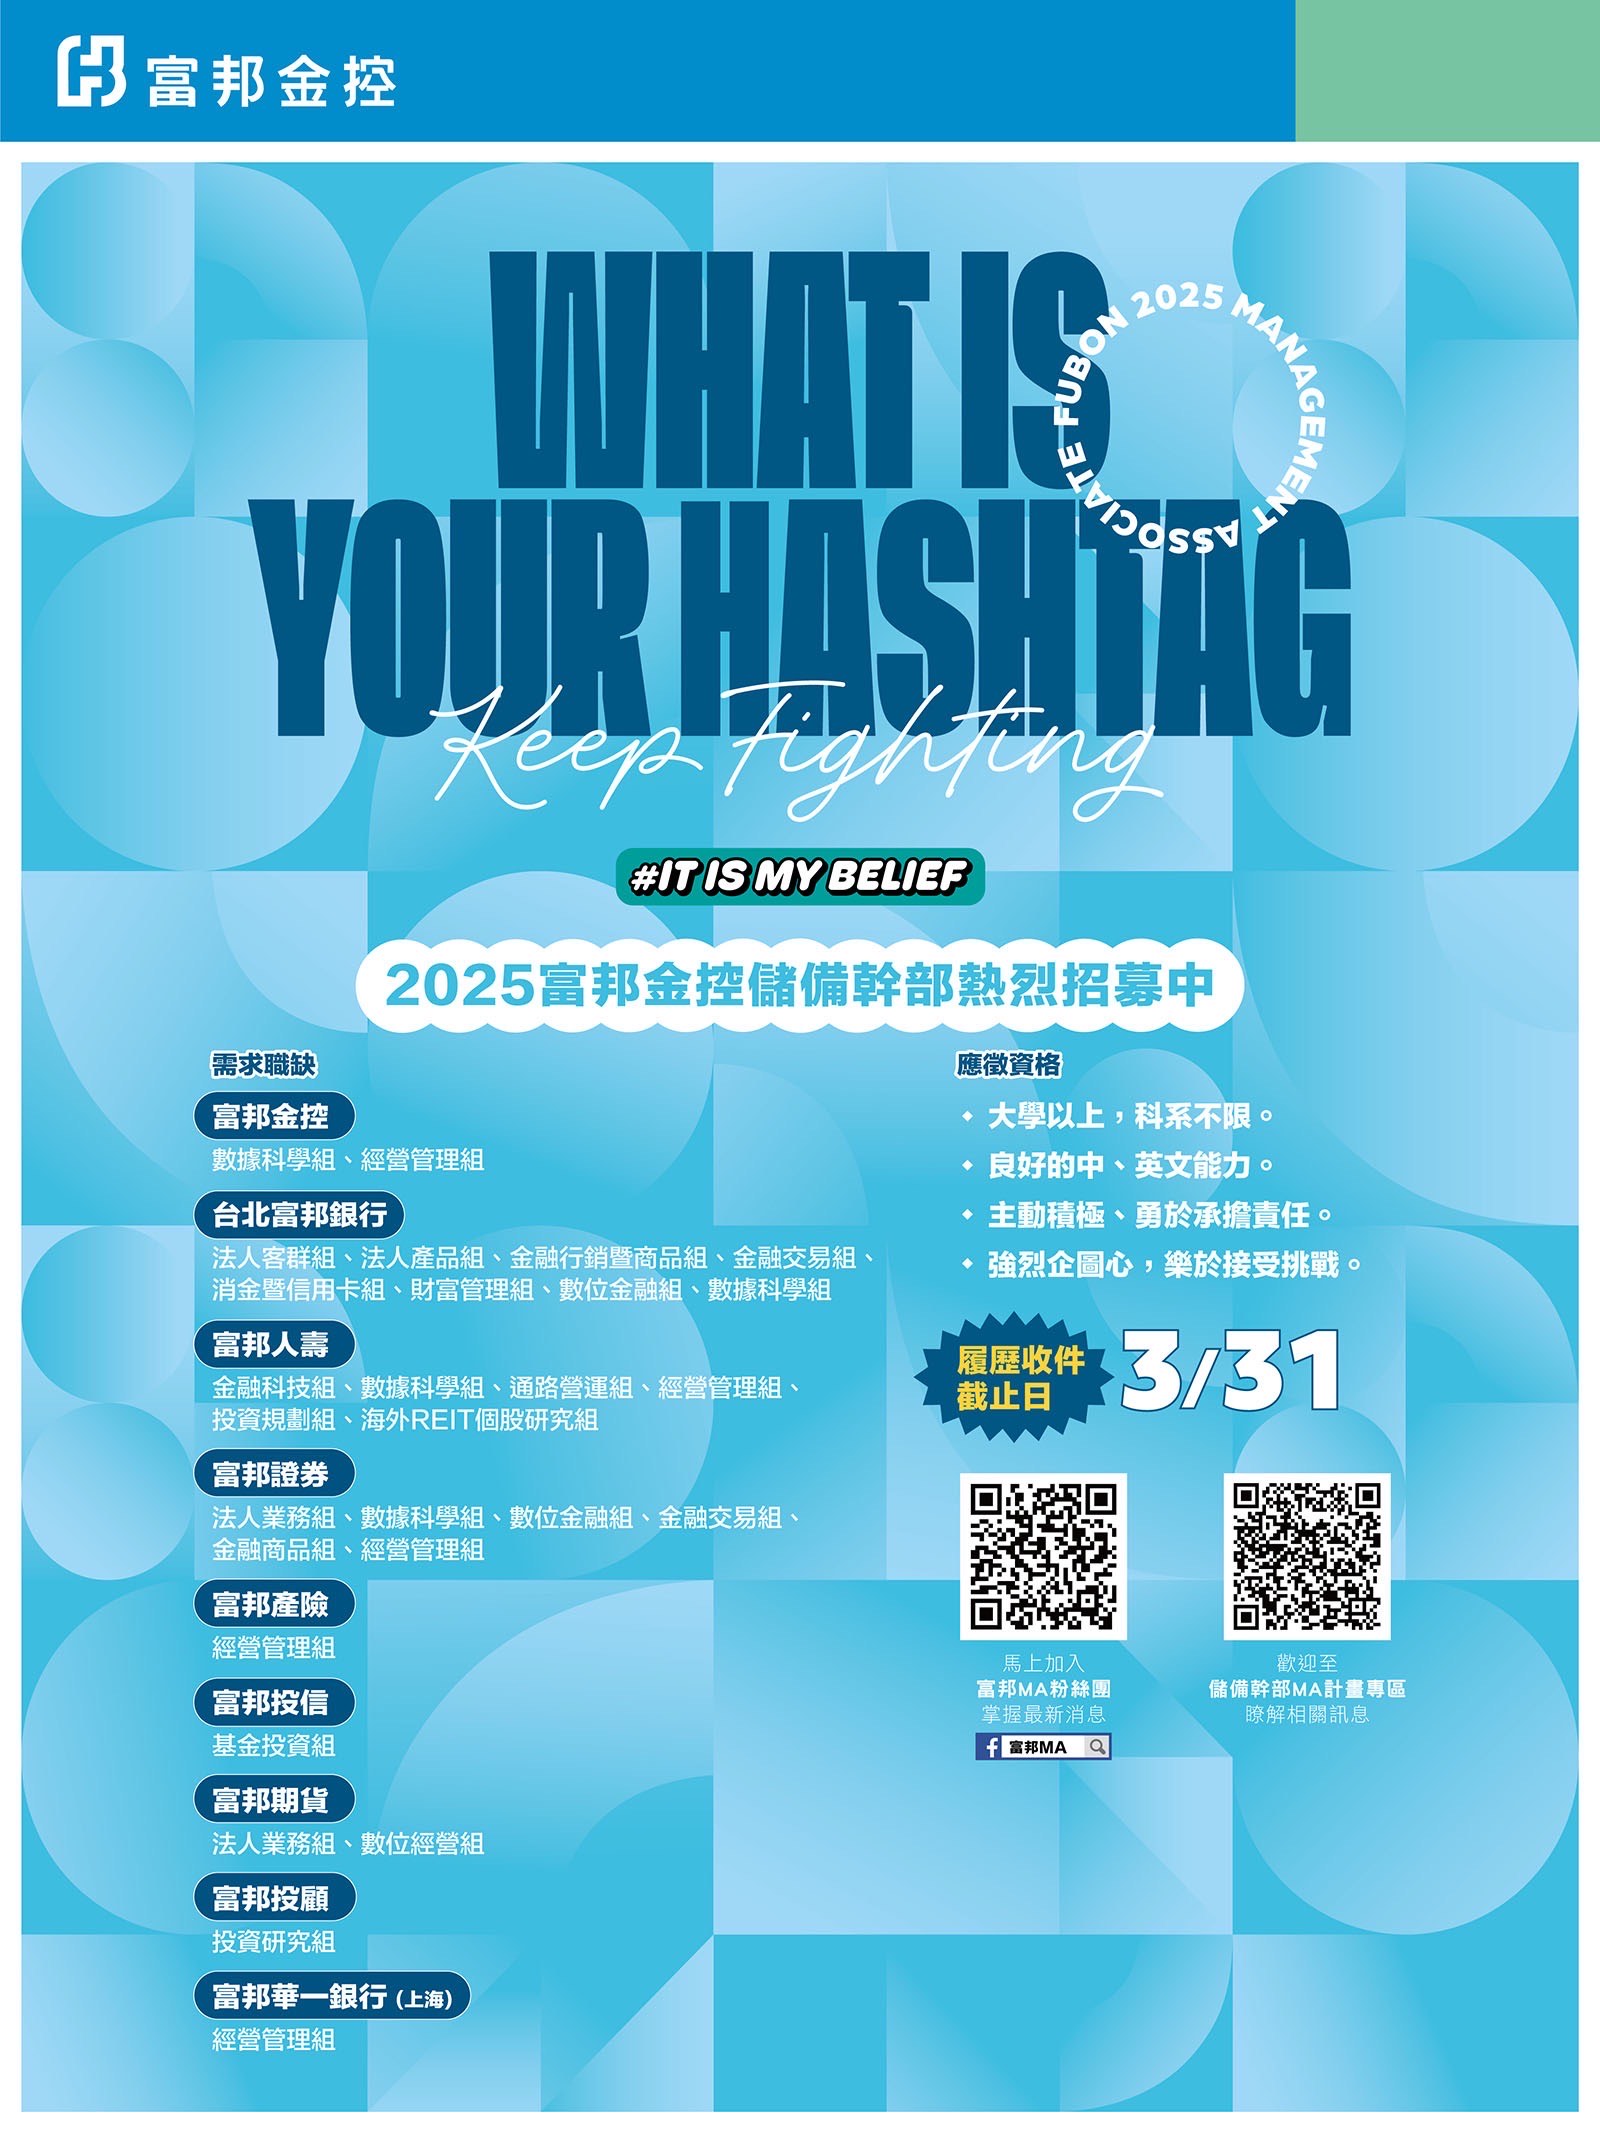 富邦金控
WHAT IS
YOUR HASHTAG
FUBON 2025 MANAGEMENT ASSOCIATE
Keep Fighting
#IT IS MY BELIEF
2025富邦金控儲備幹部熱烈招募中
需求職缺
富邦金控
數據科學組、經營管理組
台北富邦銀行
法人客群組、法人產品組、金融行銷暨商品組、金融交易組、
消金暨信用卡組、財富管理組、數位金融組、數據科學組
富邦人壽
金融科技組、數據科學組、通路營運組、經營管理組、
投資規劃組、海外REIT個股研究組
富邦證券
法人業務組、數據科學組、數位金融組、金融交易組、
金融商品組、經營管理組
富邦產險
經營管理組
富邦投信
基金投資組
富邦期貨
法人業務組、數位經營組
富邦投顧
投資研究組
富邦華一銀行 (上海)
經營管理組
應徵資格
大學以上，科系不限。
良好的中、英文能力。
主動積極、勇於承擔責任。
強烈企圖心，樂於接受挑戰。
履歷收件
截止日
3/31
馬上加入
富邦MA粉絲團
掌握最新消息
f 富邦MA
歡迎至
儲備幹部MA計畫專區
瞭解相關訊息